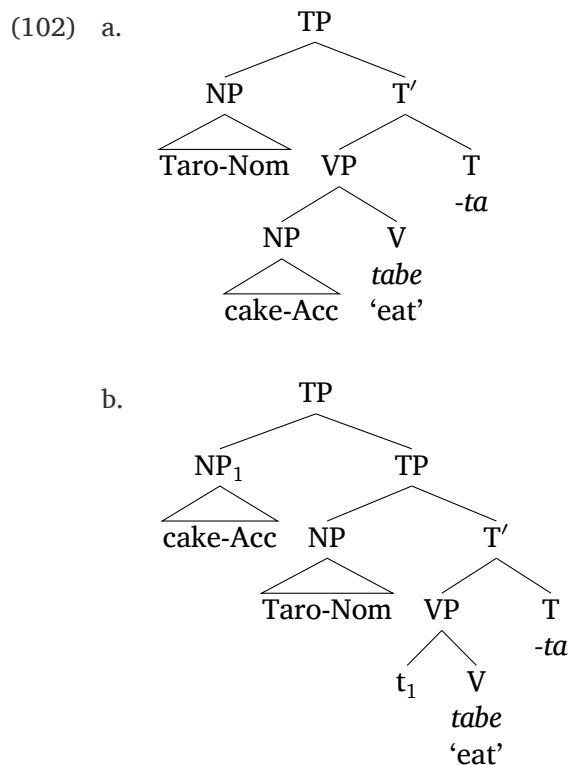 (102) a. TP
NP T′
Taro-Nom VP T
-ta
NP V
tabe
cake-Acc 'eat'
b. TP
NP₁ TP
cake-Acc NP T′
Taro-Nom VP T
-ta
t₁ V
tabe
'eat'